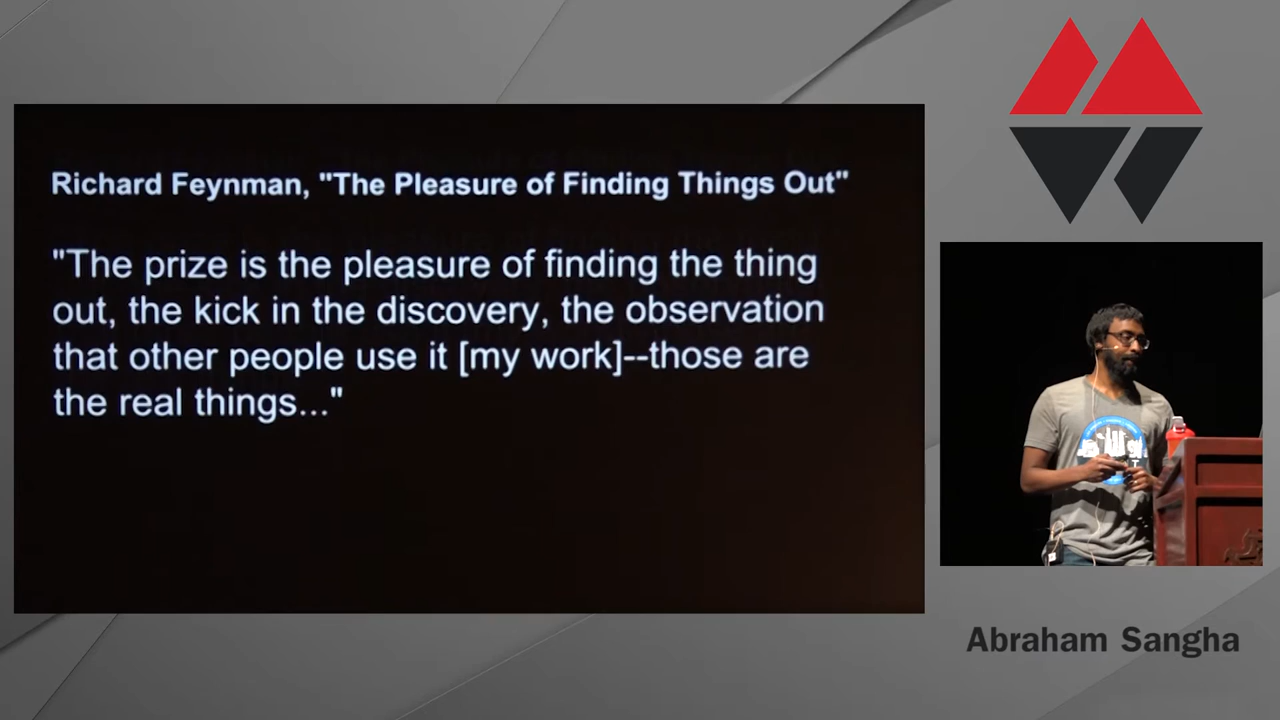 Richard Feynman, "The Pleasure of Finding Things Out"
"The prize is the pleasure of finding the thing
out, the kick in the discovery, the observation
that other people use it [my work]--those are
the real things..."
Abraham Sangha